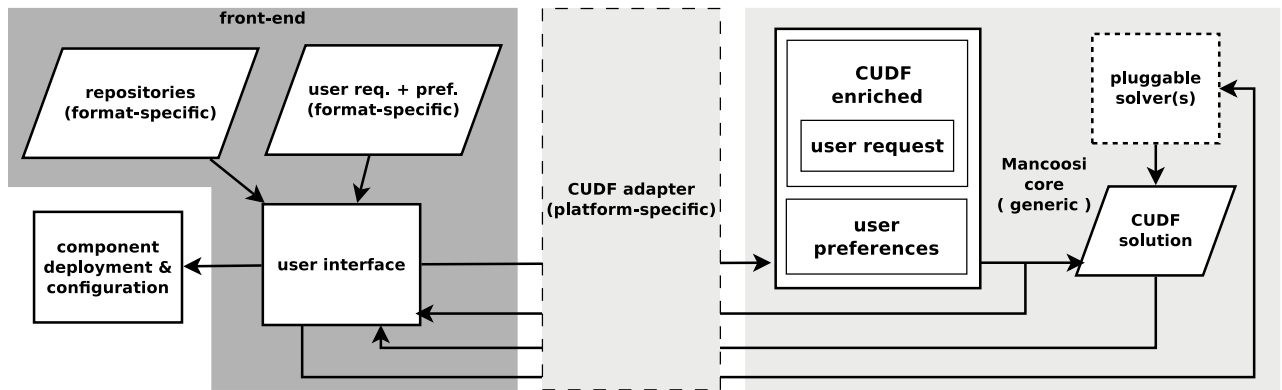 front-end
repositories
(format-specific)
user req. + pref.
(format-specific)
component
deployment &
configuration
user interface
CUDF adapter
(platform-specific)
CUDF
enriched
user request
user
preferences
Mancoosi
core
( generic )
pluggable
solver(s)
CUDF
solution